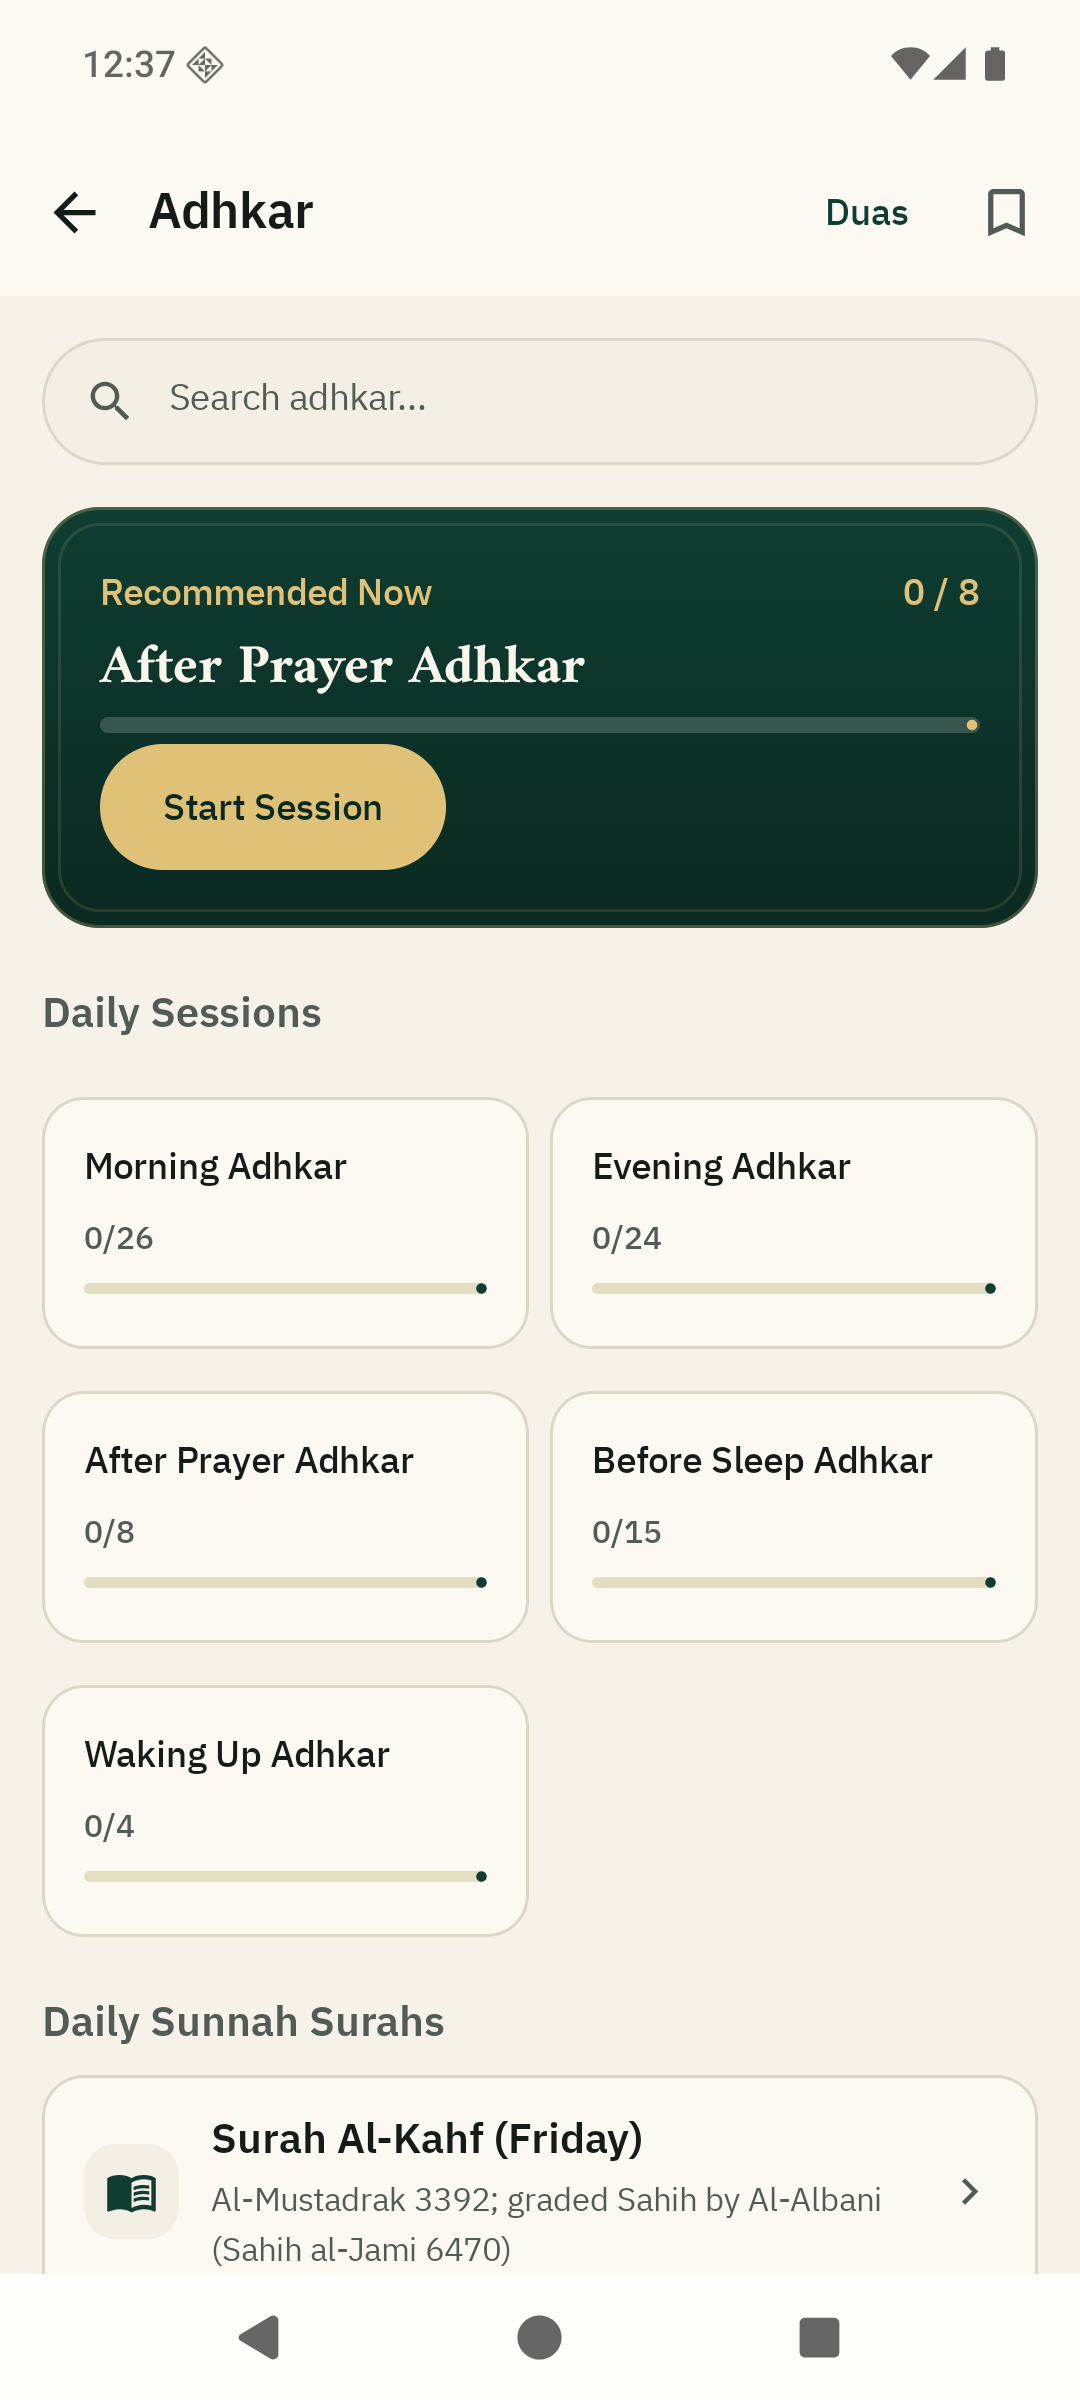 12:37
Adhkar
Duas
Search adhkar...
Recommended Now
0 / 8
After Prayer Adhkar
Start Session
Daily Sessions
Morning Adhkar
0/26
Evening Adhkar
0/24
After Prayer Adhkar
0/8
Before Sleep Adhkar
0/15
Waking Up Adhkar
0/4
Daily Sunnah Surahs
Surah Al-Kahf (Friday)
Al-Mustadrak 3392; graded Sahih by Al-Albani
(Sahih al-Jami 6470)